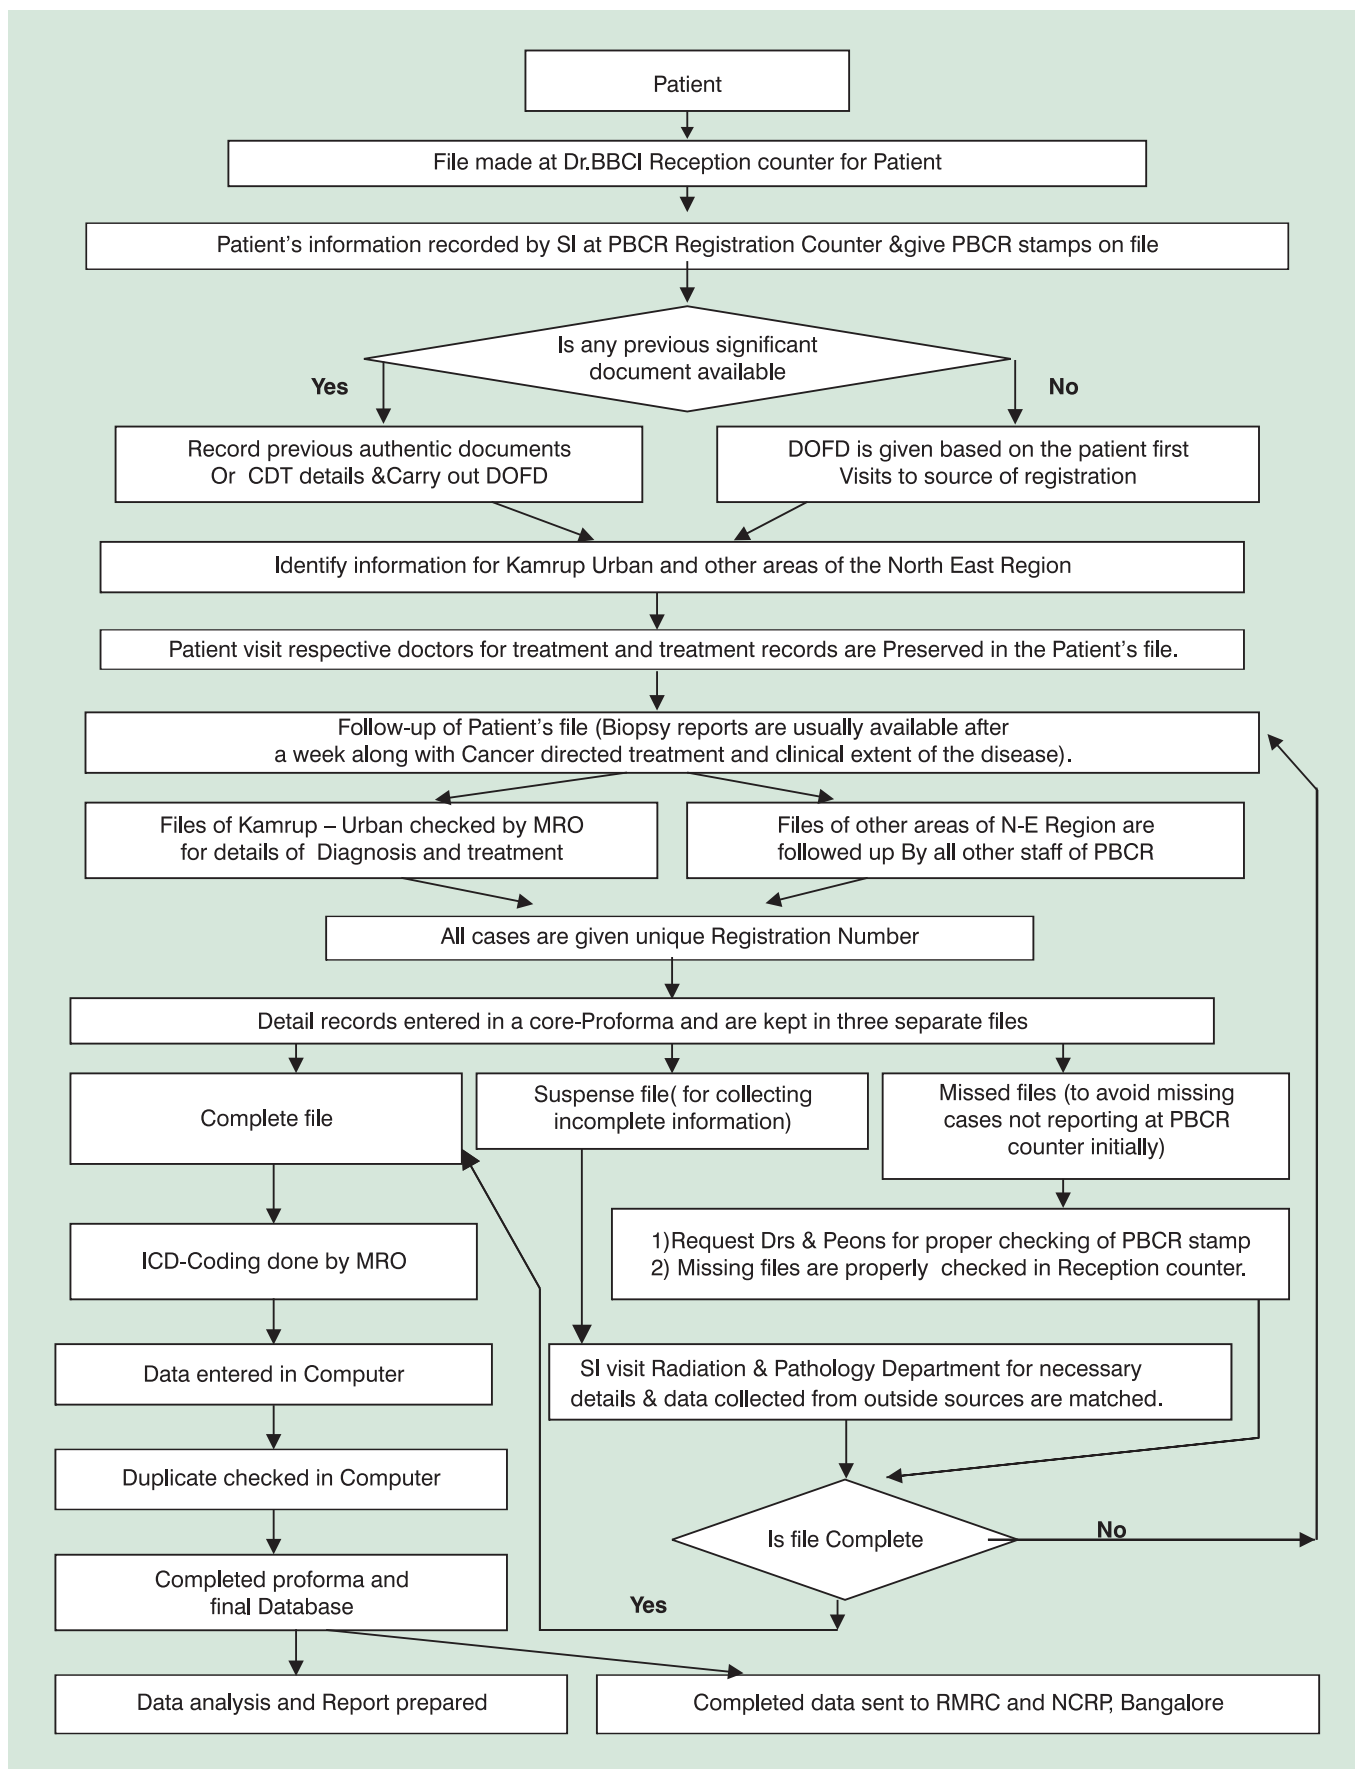 Patient
File made at Dr.BBCI Reception counter for Patient
Patient's information recorded by SI at PBCR Registration Counter &give PBCR stamps on file
Is any previous significant
document available
Yes
No
Record previous authentic documents
Or CDT details &Carry out DOFD
DOFD is given based on the patient first
Visits to source of registration
Identify information for Kamrup Urban and other areas of the North East Region
Patient visit respective doctors for treatment and treatment records are Preserved in the Patient's file.
Follow-up of Patient's file (Biopsy reports are usually available after
a week along with Cancer directed treatment and clinical extent of the disease).
Files of Kamrup – Urban checked by MRO
for details of Diagnosis and treatment
Files of other areas of N-E Region are
followed up By all other staff of PBCR
All cases are given unique Registration Number
Detail records entered in a core-Proforma and are kept in three separate files
Complete file
Suspense file( for collecting
incomplete information)
Missed files (to avoid missing
cases not reporting at PBCR
counter initially)
ICD-Coding done by MRO
1)Request Drs & Peons for proper checking of PBCR stamp
2) Missing files are properly checked in Reception counter.
Data entered in Computer
SI visit Radiation & Pathology Department for necessary
details & data collected from outside sources are matched.
Duplicate checked in Computer
Is file Complete
No
Completed proforma and
final Database
Yes
Data analysis and Report prepared
Completed data sent to RMRC and NCRP, Bangalore